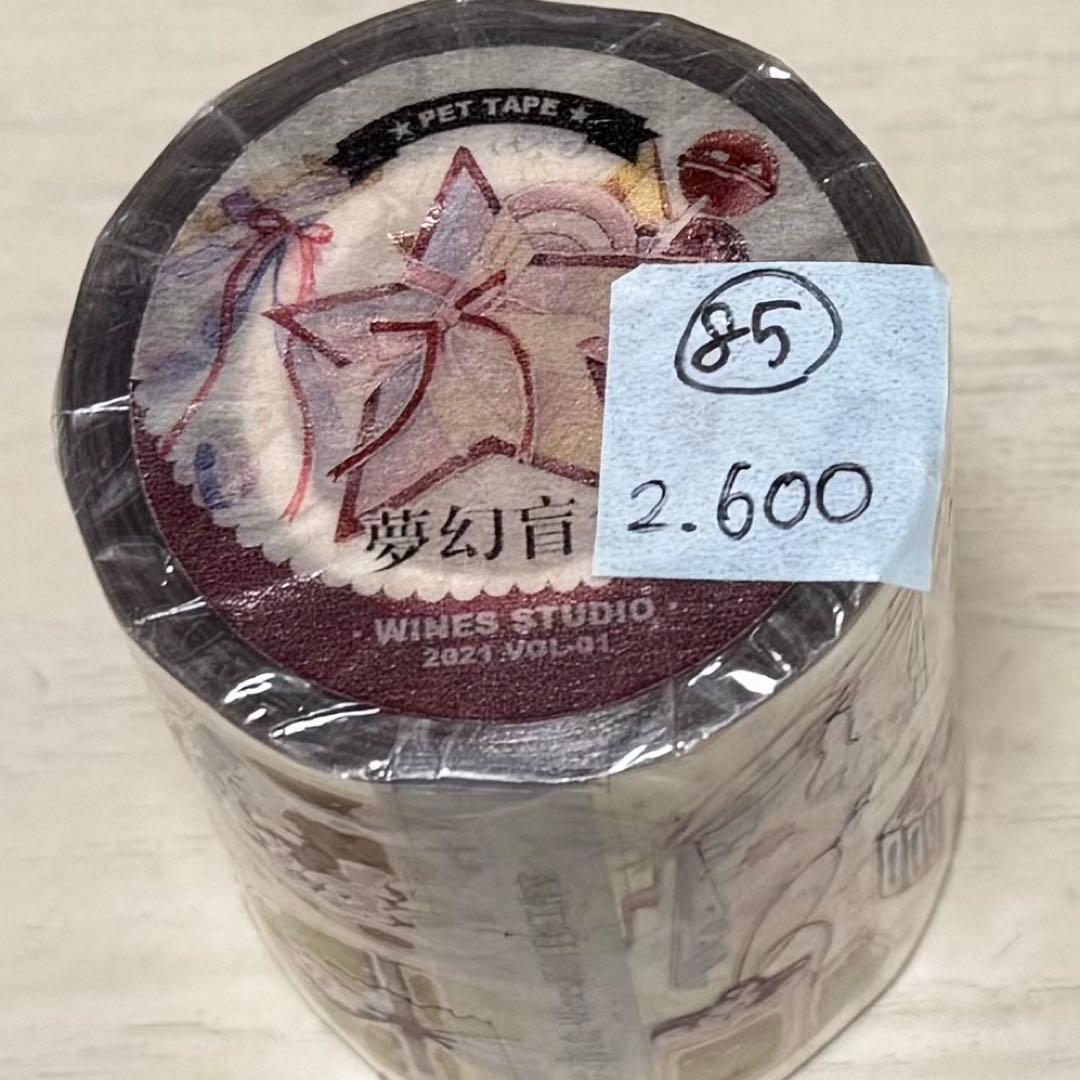 ★ PET TAPE ★
85
2.600
夢幻盲
· WINES STUDIO ·
2021 VOL-01